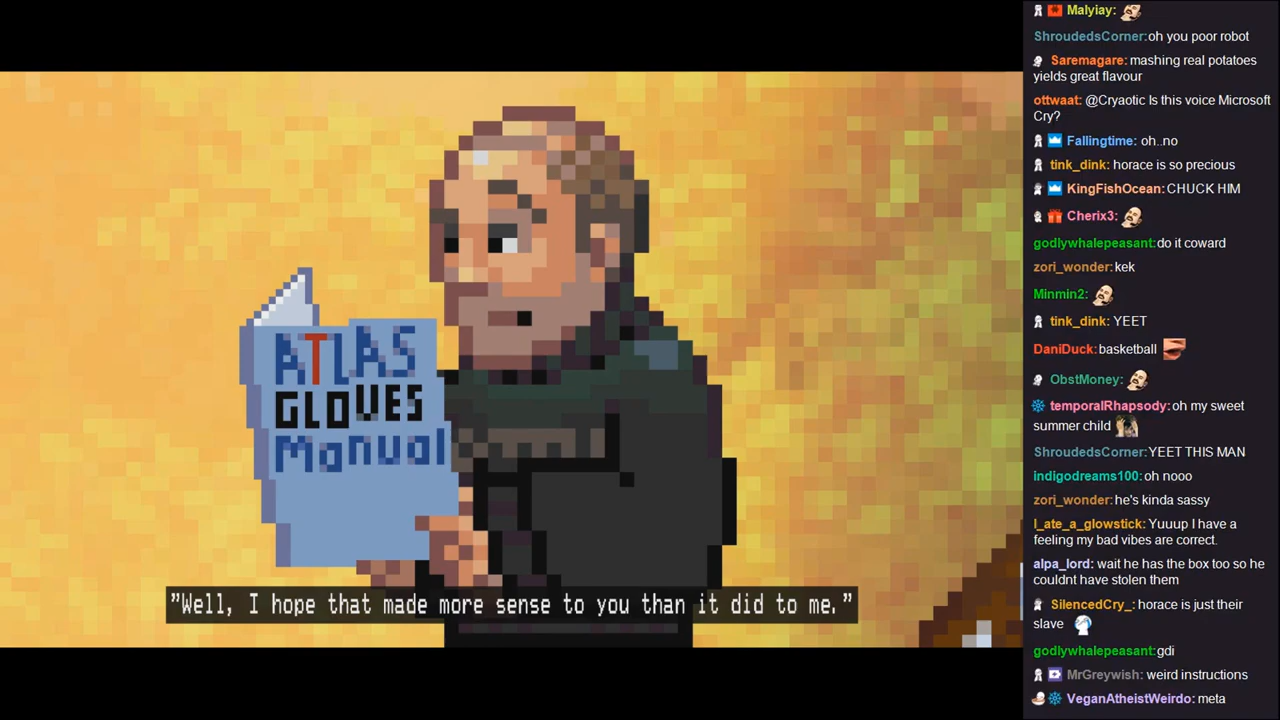 ATLAS
GLOVES
Manual
"Well, I hope that made more sense to you than it did to me."
Malyiay:
ShroudedsCorner: oh you poor robot
Saremagare: mashing real potatoes
yields great flavour
ottwaat: @Cryaotic Is this voice Microsoft
Cry?
Fallingtime: oh..no
tink_dink: horace is so precious
KingFishOcean: CHUCK HIM
Cherix3:
godlywhalepeasant: do it coward
zori_wonder: kek
Minmin2:
tink_dink: YEET
DaniDuck: basketball
ObstMoney:
temporalRhapsody: oh my sweet
summer child
ShroudedsCorner: YEET THIS MAN
indigodreams100: oh nooo
zori_wonder: he's kinda sassy
I_ate_a_glowstick: Yuuup I have a
feeling my bad vibes are correct.
alpa_lord: wait he has the box too so he
couldnt have stolen them
SilencedCry_: horace is just their
slave
godlywhalepeasant: gdi
MrGreywish: weird instructions
VeganAtheistWeirdo: meta